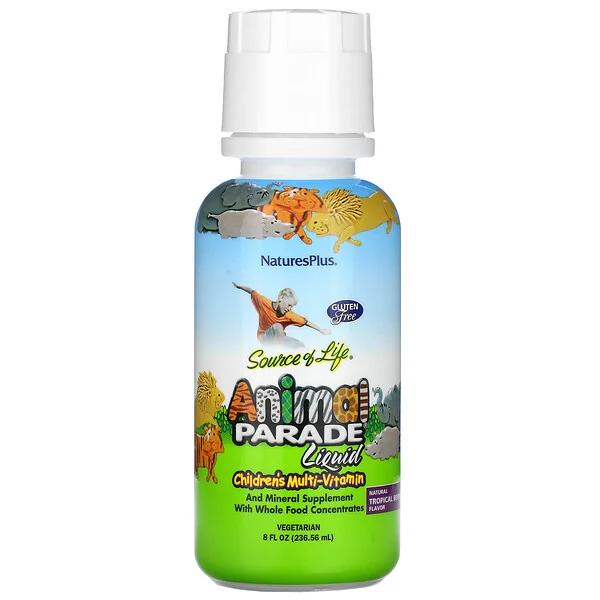 NaturesPlus®
GLUTEN
Free
Source of Life®
Animal
PARADE
Liquid
Children's Multi-Vitamin
And Mineral Supplement
With Whole Food Concentrates
NATURAL
TROPICAL
FLAVOR
VEGETARIAN
8 FL OZ (236.56 mL)